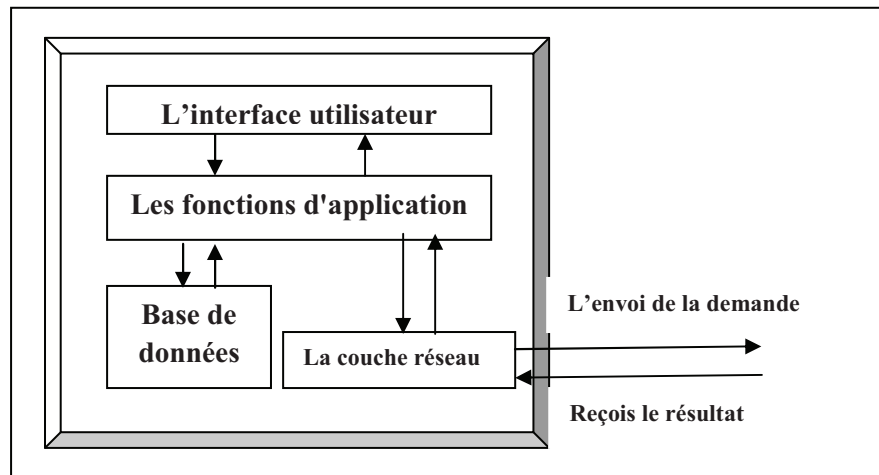 L’interface utilisateur
Les fonctions d'application
Base de
données
La couche réseau
L’envoi de la demande
Reçois le résultat